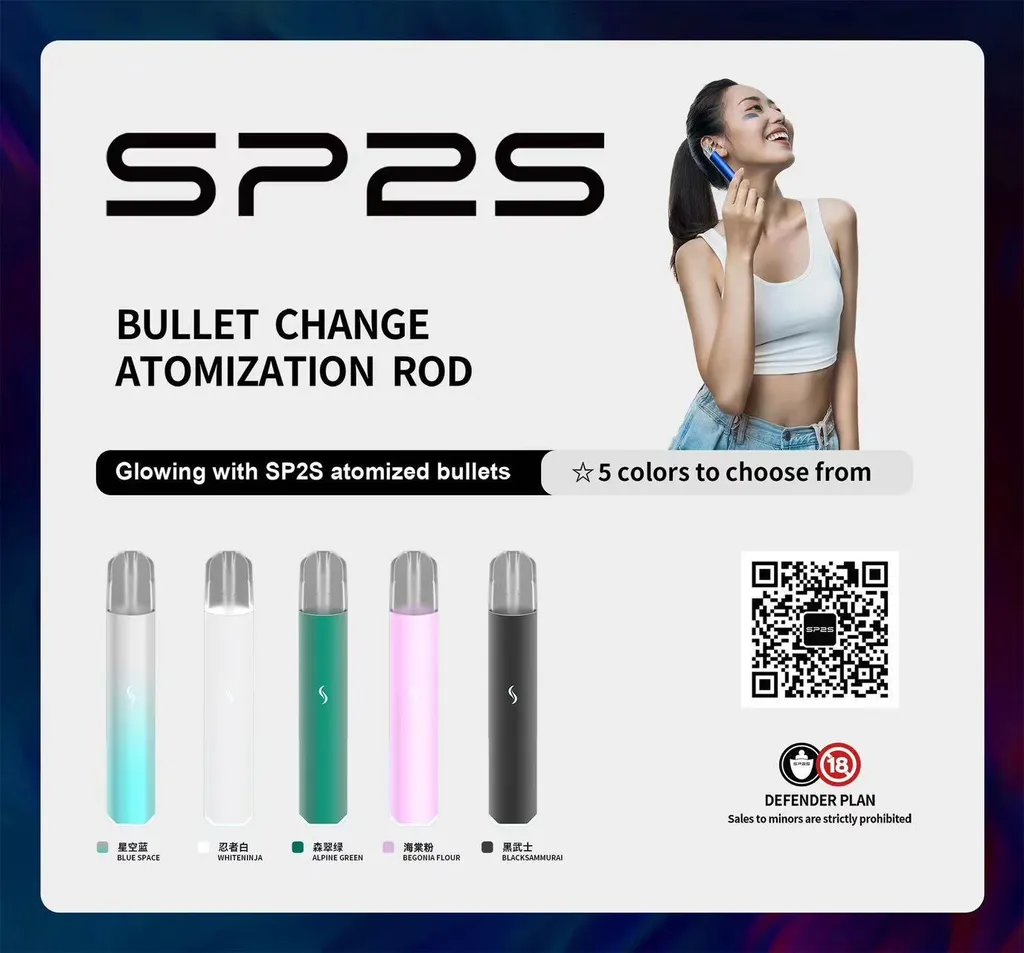 SP2S
BULLET CHANGE
ATOMIZATION ROD
Glowing with SP2S atomized bullets
☆5 colors to choose from
星空蓝
BLUE SPACE
忍者白
WHITENINJA
森翠绿
ALPINE GREEN
海棠粉
BEGONIA FLOUR
黑武士
BLACKSAMMURAI
SP2S
SP2S
18
DEFENDER PLAN
Sales to minors are strictly prohibited